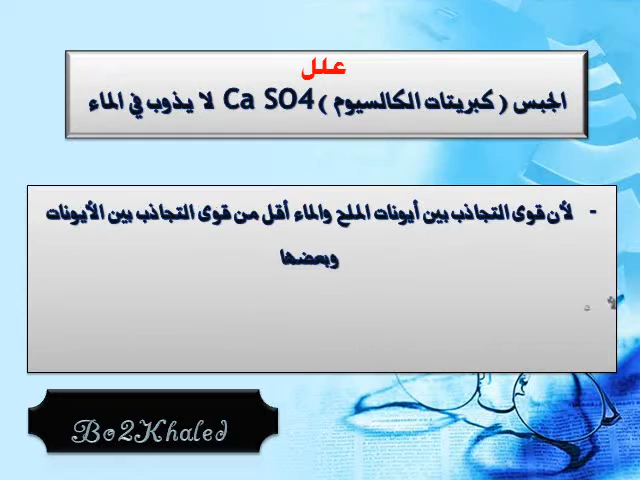 علل
الجبس ( كبريتات الكالسيوم ) Ca SO4 لا يذوب في الماء
- لأن قوى التجاذب بين أيونات الملح والماء أقل من قوى التجاذب بين الأيونات
وبعضها
Bo2Khaled